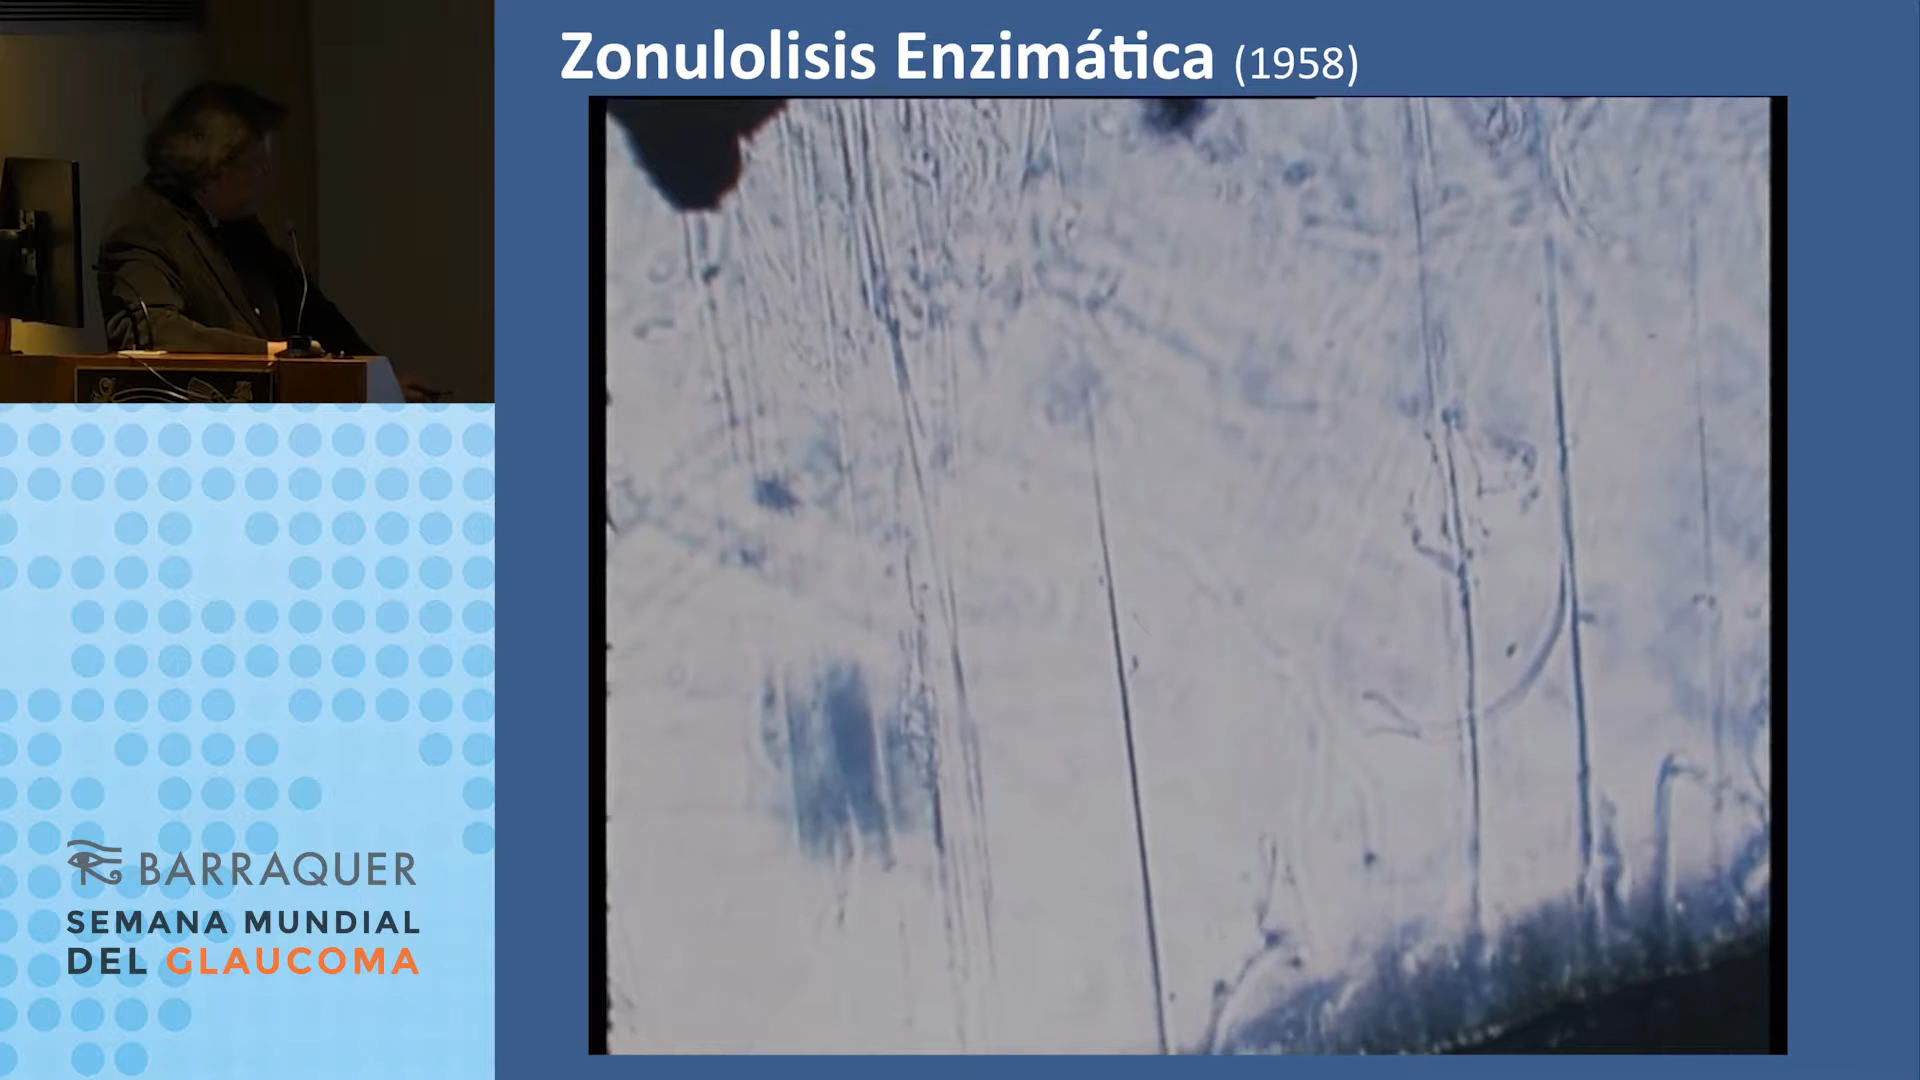 Zonulolisis Enzimática (1958)
BARRAQUER
SEMANA MUNDIAL
DEL GLAUCOMA